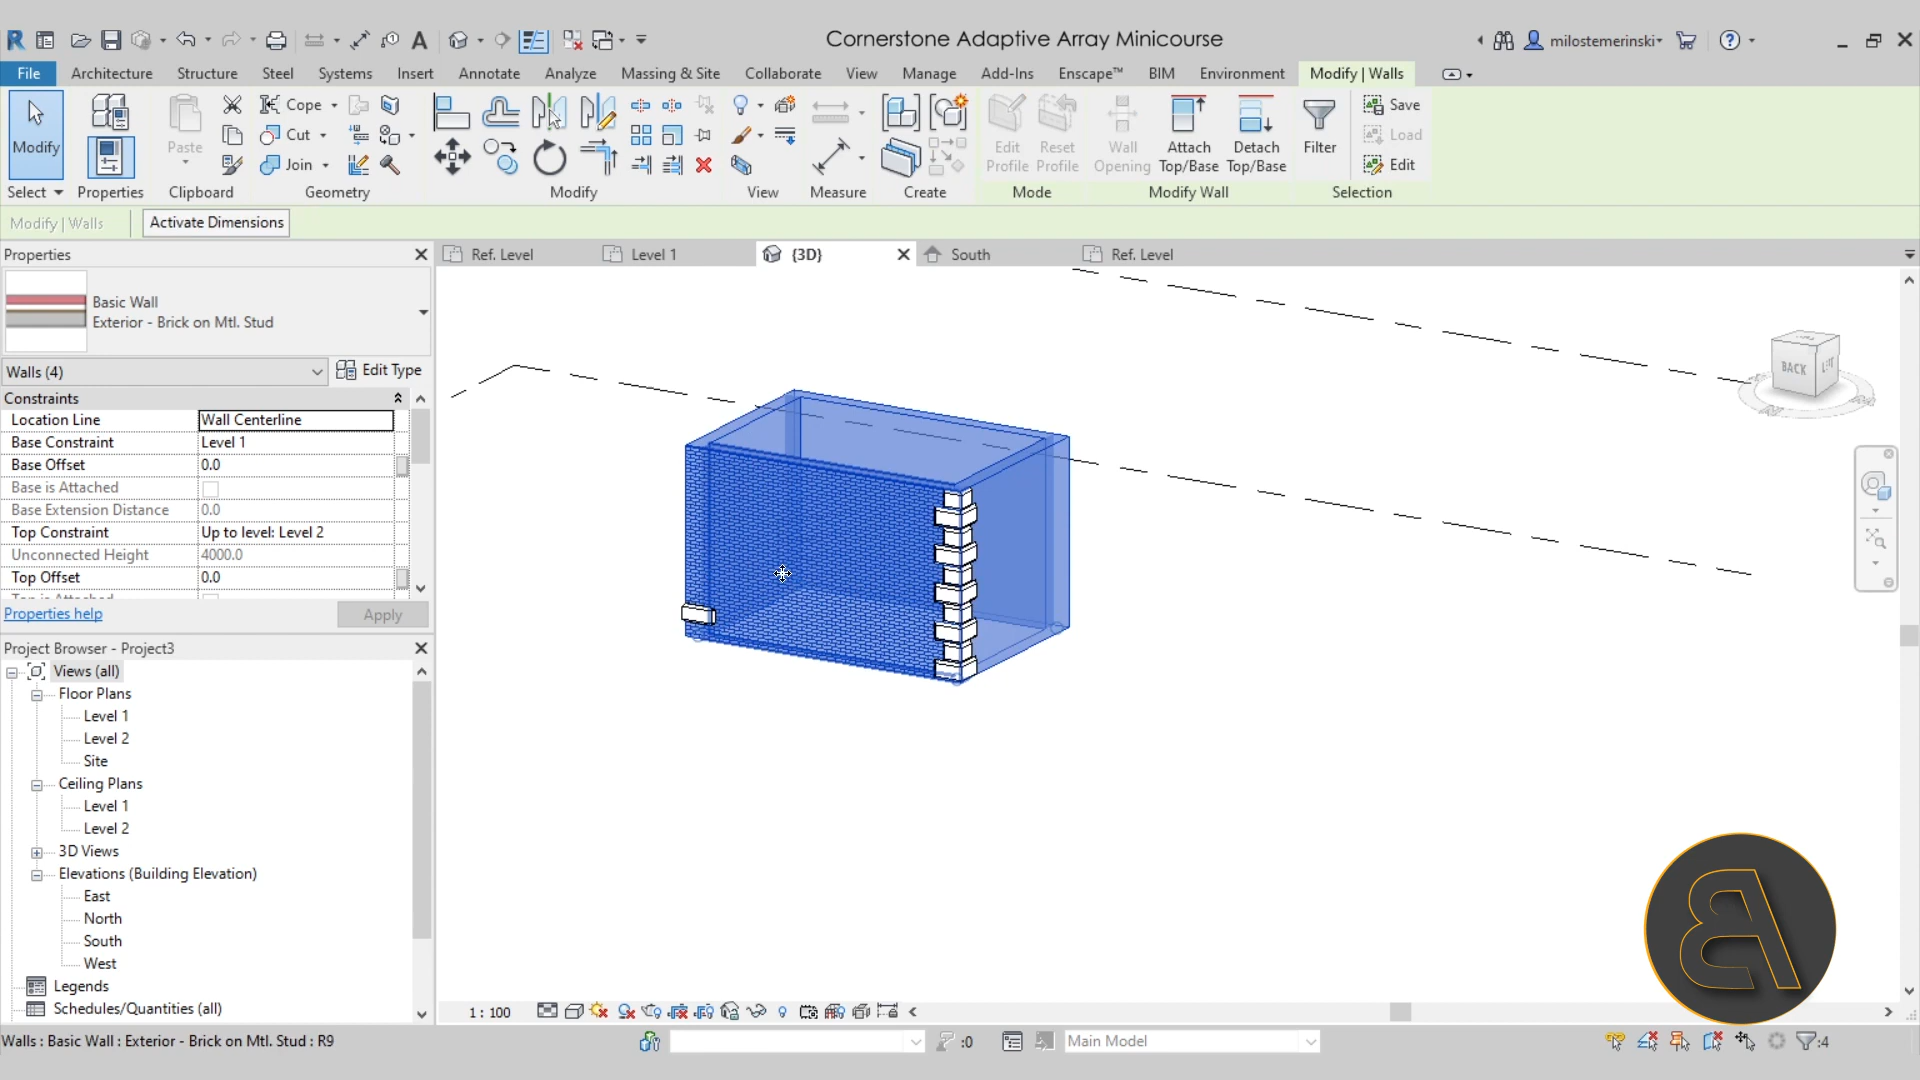 Cornerstone Adaptive Array Minicourse
milostemerinski
File Architecture Structure Steel Systems Insert Annotate Analyze Massing & Site Collaborate View Manage Add-Ins Enscape™ BIM Environment Modify | Walls
Modify
Paste
Cope
Cut
Join
Edit Profile
Reset Profile
Wall Opening
Attach Top/Base
Detach Top/Base
Filter
Save
Load
Edit
Select Properties Clipboard Geometry Modify View Measure Create Mode Modify Wall Selection
Modify | Walls Activate Dimensions
Properties
Ref. Level Level 1 {3D} South Ref. Level
Basic Wall
Exterior - Brick on Mtl. Stud
Walls (4) Edit Type
Constraints
Location Line Wall Centerline
Base Constraint Level 1
Base Offset 0.0
Base is Attached
Base Extension Distance 0.0
Top Constraint Up to level: Level 2
Unconnected Height 4000.0
Top Offset 0.0
Top is Attached
Properties help Apply
BACK
Project Browser - Project3
Views (all)
Floor Plans
Level 1
Level 2
Site
Ceiling Plans
Level 1
Level 2
3D Views
Elevations (Building Elevation)
East
North
South
West
Legends
Schedules/Quantities (all)
1 : 100
Walls : Basic Wall : Exterior - Brick on Mtl. Stud : R9
:0
Main Model
:4